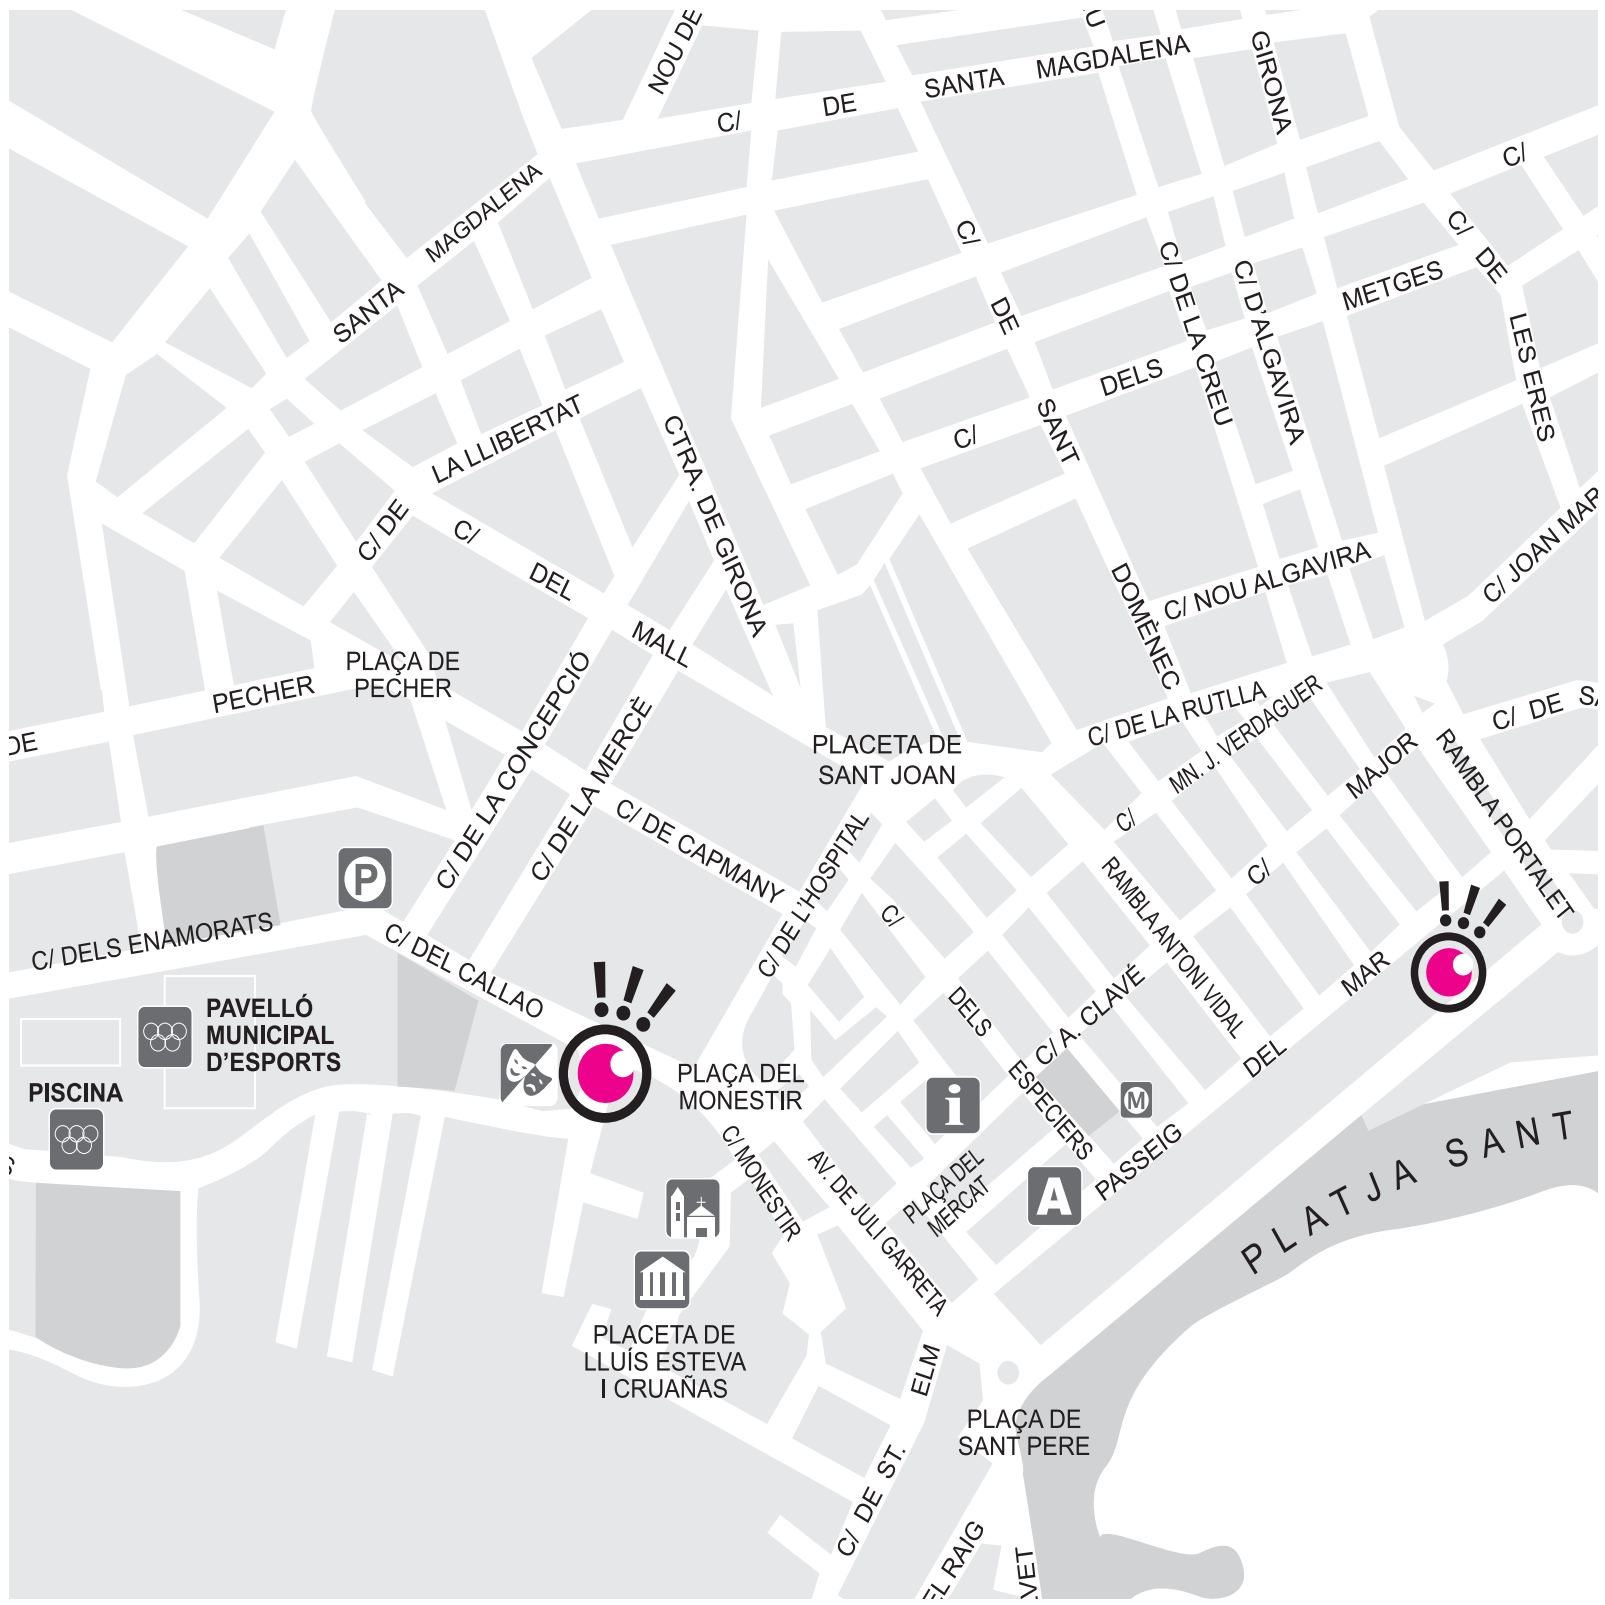 NOU DE
C/ DE SANTA MAGDALENA
GIRONA
C/
SANTA MAGDALENA
C/ DE SANT DOMÈNEC
C/ DE LA CREU
C/ D'ALGAVIRA
C/ DELS METGES
C/ DE LES ERES
C/ DE LA LLIBERTAT
CTRA. DE GIRONA
C/ DEL MALL
C/ NOU ALGAVIRA
C/ JOAN MAR
PLAÇA DE
PECHER
DE PECHER
C/ DE LA CONCEPCIÓ
C/ DE LA MERCÈ
PLACETA DE
SANT JOAN
C/ DE LA RUTLLA
C/ MN. J. VERDAGUER
C/ MAJOR
C/ DE SA
RAMBLA PORTALET
C/ DE CAPMANY
C/ DE L'HOSPITAL
P
C/ DELS ENAMORATS
C/ DEL CALLAO
C/ DELS ESPECIERS
RAMBLA ANTONI VIDAL
C/ A. CLAVÉ
PASSEIG DEL MAR
PAVELLÓ
MUNICIPAL
D'ESPORTS
PISCINA
PLAÇA DEL
MONESTIR
i
M
A
C/ MONESTIR
AV. DE JULI GARRETA
PLAÇA DEL
MERCAT
PLATJA SANT
PLACETA DE
LLUÍS ESTEVA
I CRUAÑAS
C/ DE ST. ELM
PLAÇA DE
SANT PERE
EL RAIG
VET